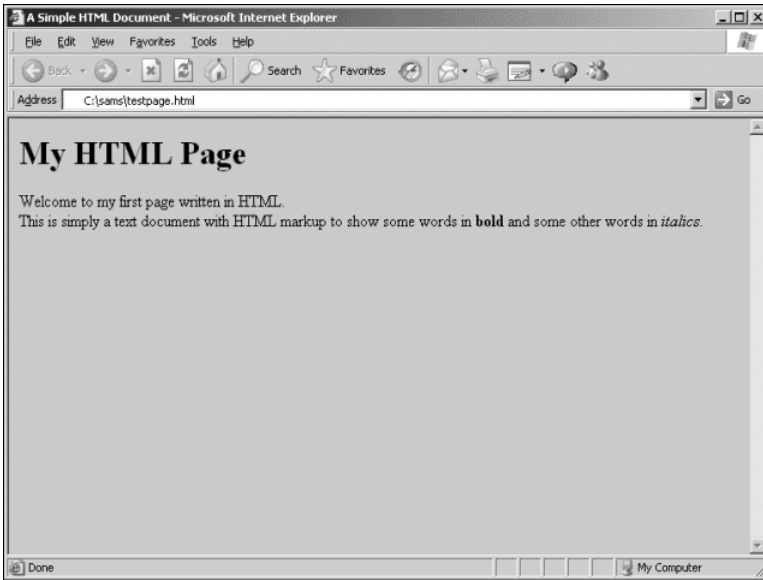 A Simple HTML Document - Microsoft Internet Explorer
File Edit View Favorites Tools Help
Back Search Favorites
Address C:\sams\testpage.html Go
My HTML Page
Welcome to my first page written in HTML.
This is simply a text document with HTML markup to show some words in bold and some other words in italics.
Done My Computer